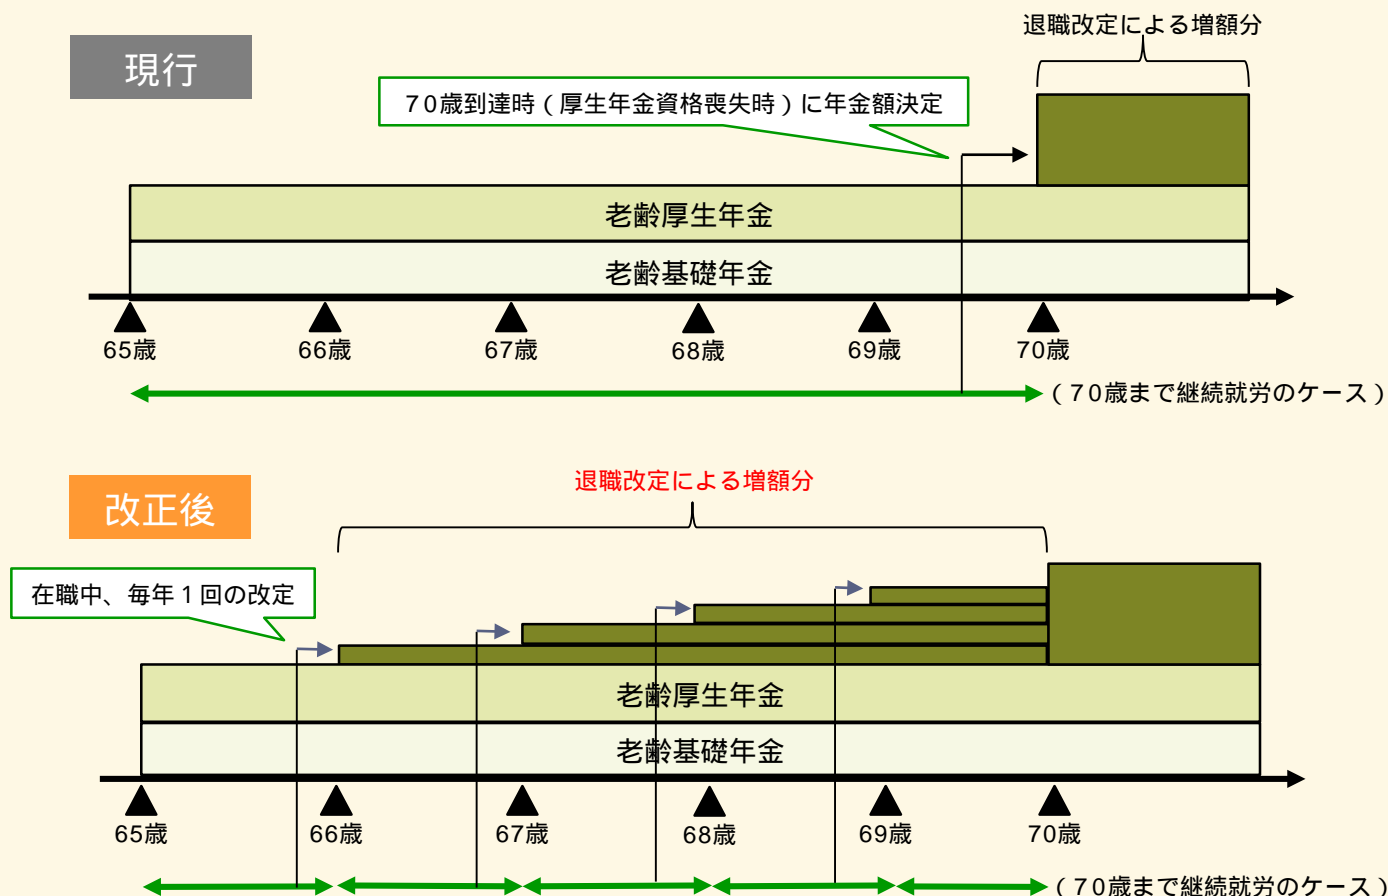 退職改定による増額分
現行
70歳到達時(厚生年金資格喪失時)に年金額決定
老齢厚生年金
老齢基礎年金
65歳 66歳 67歳 68歳 69歳 70歳
(70歳まで継続就労のケース)
退職改定による増額分
改正後
在職中、毎年1回の改定
老齢厚生年金
老齢基礎年金
65歳 66歳 67歳 68歳 69歳 70歳
(70歳まで継続就労のケース)